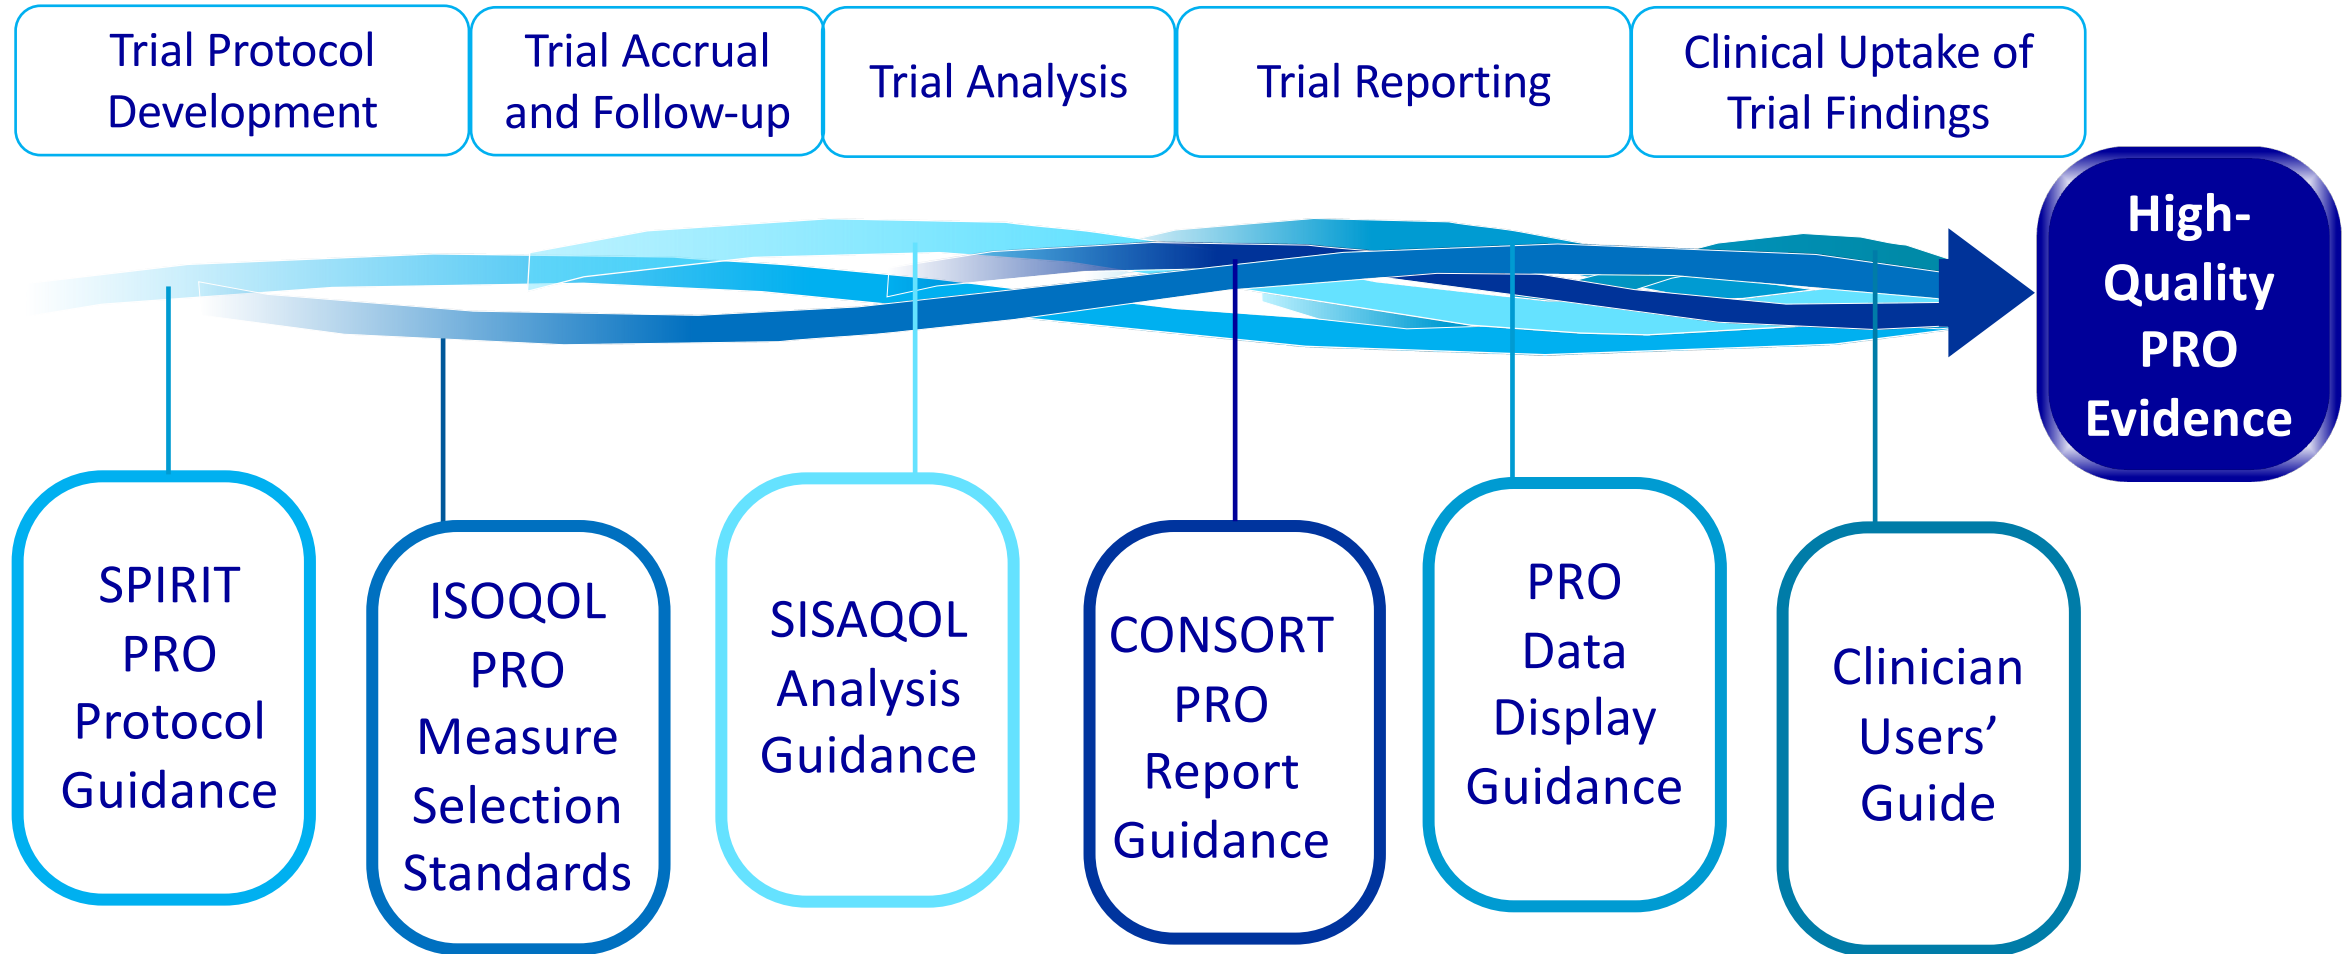 Trial Protocol
Development
Trial Accrual
and Follow-up
Trial Analysis
Trial Reporting
Clinical Uptake of
Trial Findings
High-
Quality
PRO
Evidence
SPIRIT
PRO
Protocol
Guidance
ISOQOL
PRO
Measure
Selection
Standards
SISAQOL
Analysis
Guidance
CONSORT
PRO
Report
Guidance
PRO
Data
Display
Guidance
Clinician
Users’
Guide